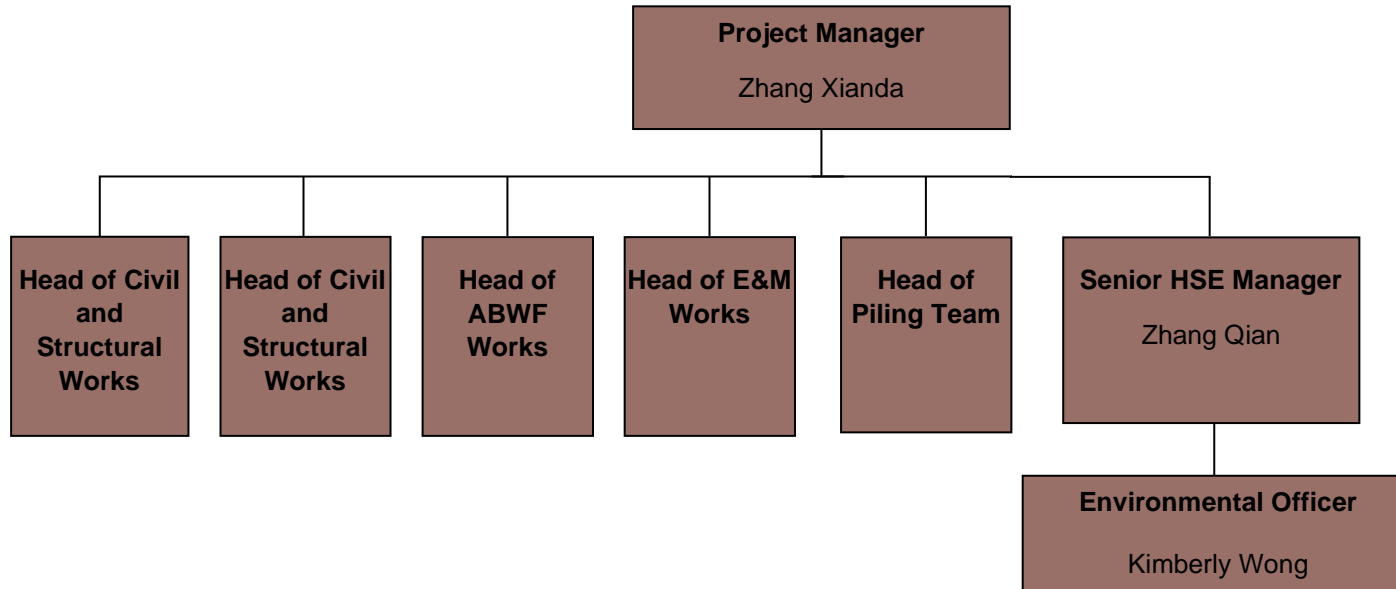 Project Manager
Zhang Xianda
Head of Civil
and
Structural
Works
Head of Civil
and
Structural
Works
Head of
ABWF
Works
Head of E&M
Works
Head of
Piling Team
Senior HSE Manager
Zhang Qian
Environmental Officer
Kimberly Wong